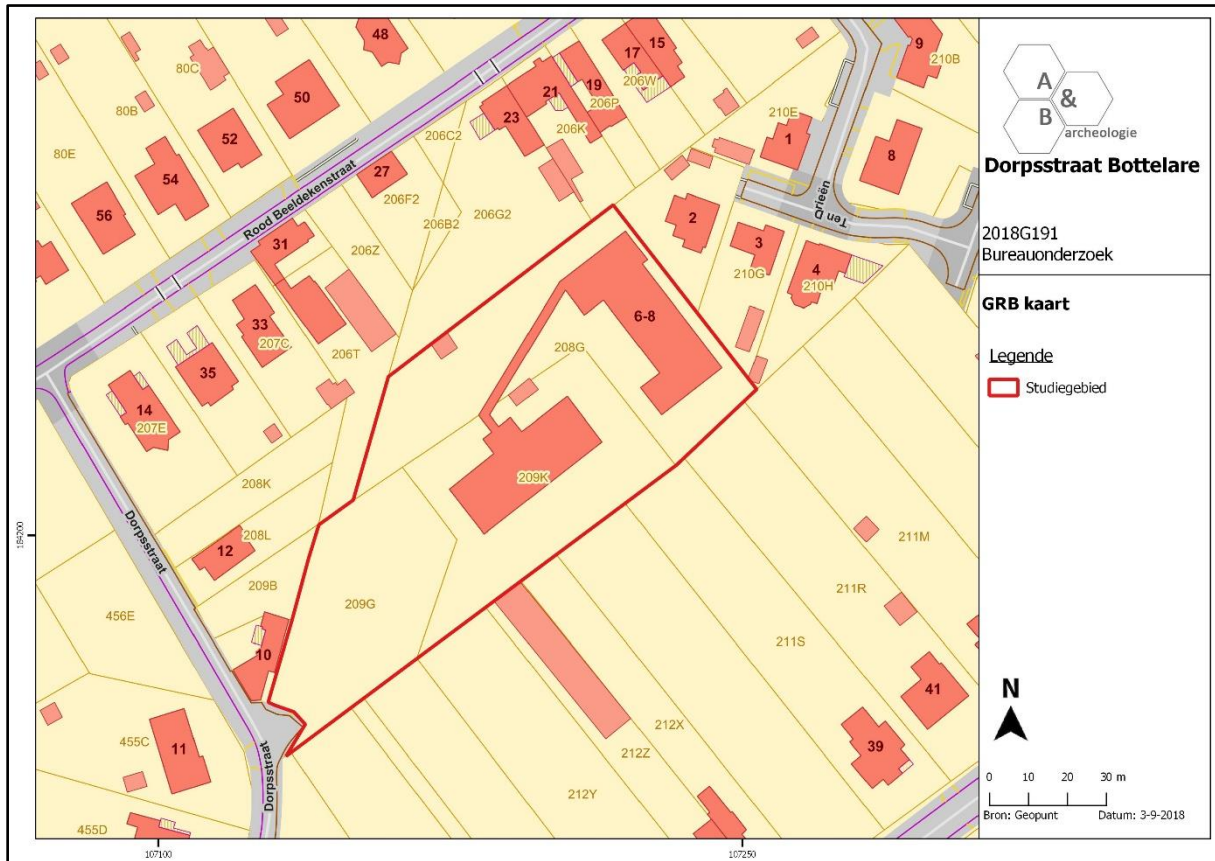 48
9
17
15
80C
210B
50
21
19
206W
80B
23
206P
206C2
206K
210E
52
1
80E
8
54
27
Rood Beeldekenstraat
206F2
56
206B2
206G2
2
Ten Drieën
31
206Z
3
210G
4
210H
6-8
33
207C
206T
208G
35
14
207E
209K
208K
Dorpsstraat
208L
12
211M
209B
211R
456E
209G
211S
10
41
455C
11
212X
39
Dorpsstraat
212Z
212Y
455D
184200
107100
107250
A
&
B
archeologie
Dorpsstraat Bottelare
2018G191
Bureauonderzoek
GRB kaart
Legende
Studiegebied
N
0 10 20 30 m
Bron: Geopunt Datum: 3-9-2018